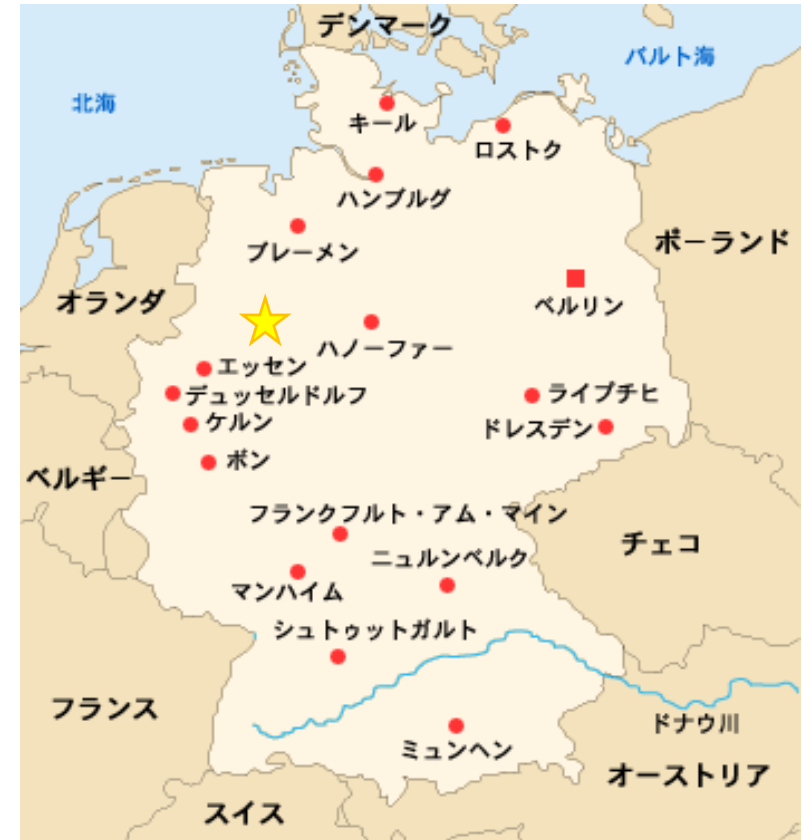 デンマーク
バルト海
北海
キール
ロストク
ハンブルグ
ブレーメン
ポーランド
オランダ
ベルリン
ハノーファー
エッセン
デュッセルドルフ
ライプチヒ
ケルン
ドレスデン
ボン
ベルギー
フランクフルト・アム・マイン
チェコ
ニュルンベルク
マンハイム
シュトゥットガルト
フランス
ドナウ川
ミュンヘン
オーストリア
スイス